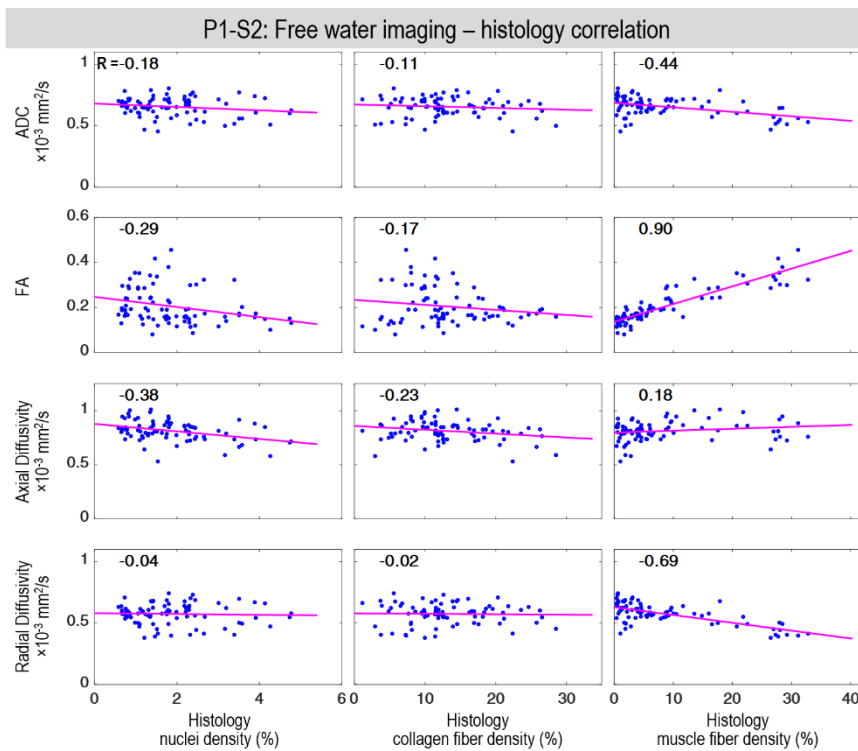 P1-S2: Free water imaging – histology correlation
R =-0.18
-0.11
-0.44
ADC
×10-3 mm2/s
1
0.5
0
-0.29
-0.17
0.90
FA
0.6
0.4
0.2
0
-0.38
-0.23
0.18
Axial Diffusivity
×10-3 mm2/s
1
0.5
0
-0.04
-0.02
-0.69
Radial Diffusivity
×10-3 mm2/s
1
0.5
0
0 2 4 6
0 10 20 30
0 10 20 30 40
Histology
nuclei density (%)
Histology
collagen fiber density (%)
Histology
muscle fiber density (%)